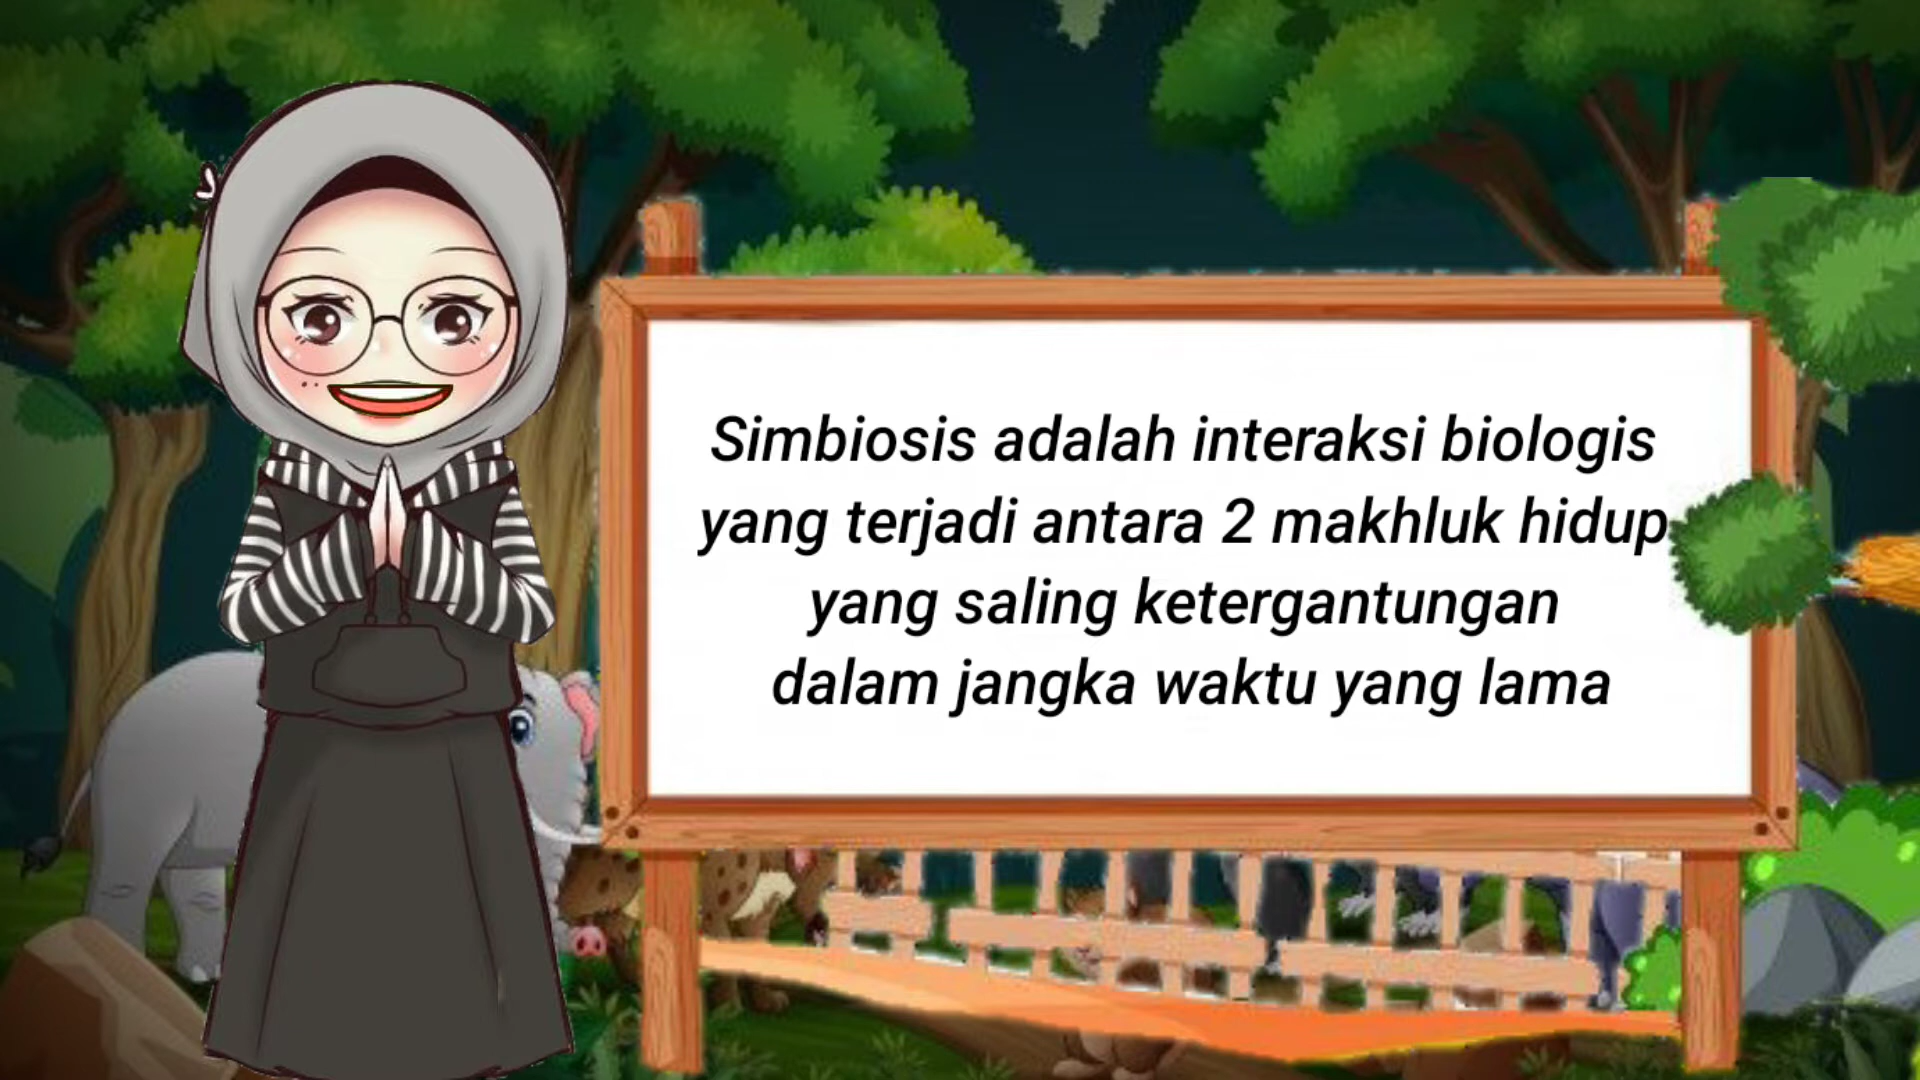 Simbiosis adalah interaksi biologis
yang terjadi antara 2 makhluk hidup
yang saling ketergantungan
dalam jangka waktu yang lama